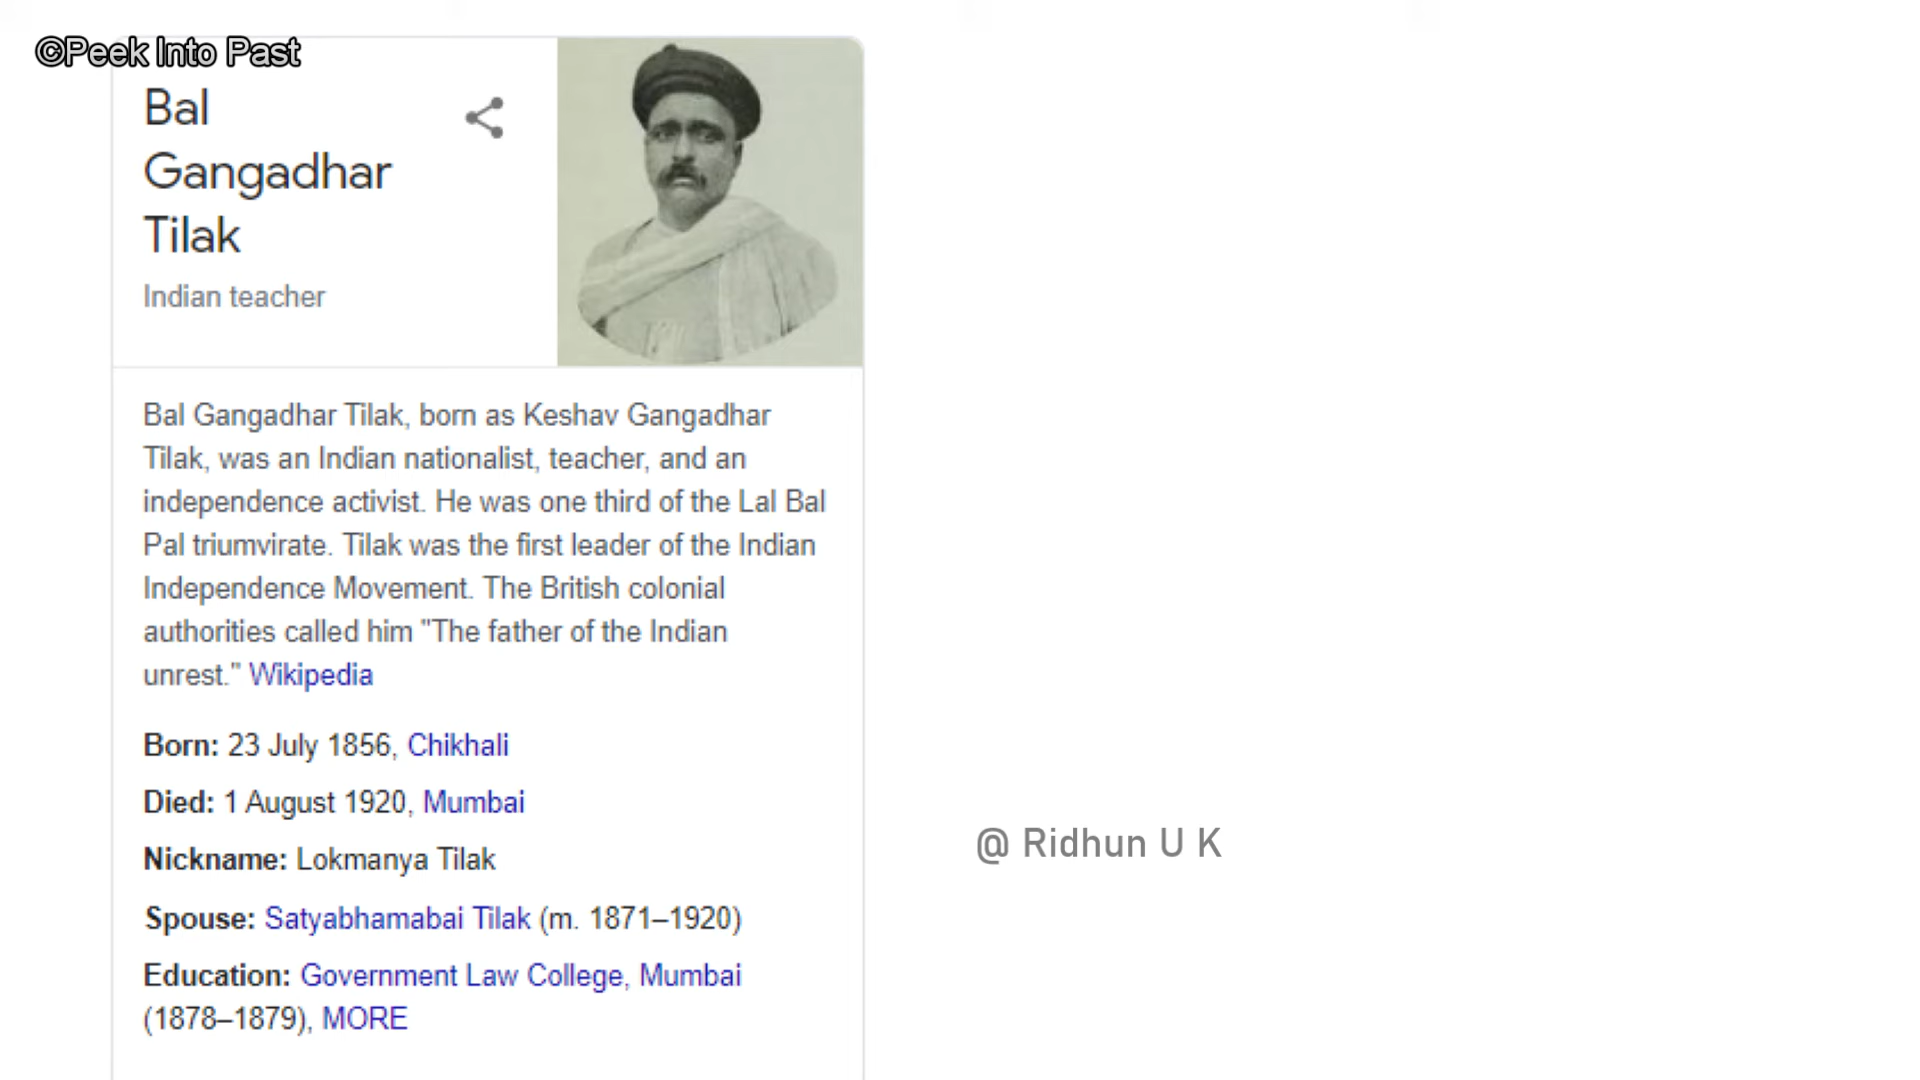 ©Peek Into Past
Bal
Gangadhar
Tilak
Indian teacher
Bal Gangadhar Tilak, born as Keshav Gangadhar
Tilak, was an Indian nationalist, teacher, and an
independence activist. He was one third of the Lal Bal
Pal triumvirate. Tilak was the first leader of the Indian
Independence Movement. The British colonial
authorities called him "The father of the Indian
unrest." Wikipedia
Born: 23 July 1856, Chikhali
Died: 1 August 1920, Mumbai
Nickname: Lokmanya Tilak
Spouse: Satyabhamabai Tilak (m. 1871–1920)
Education: Government Law College, Mumbai
(1878–1879), MORE
@ Ridhun U K